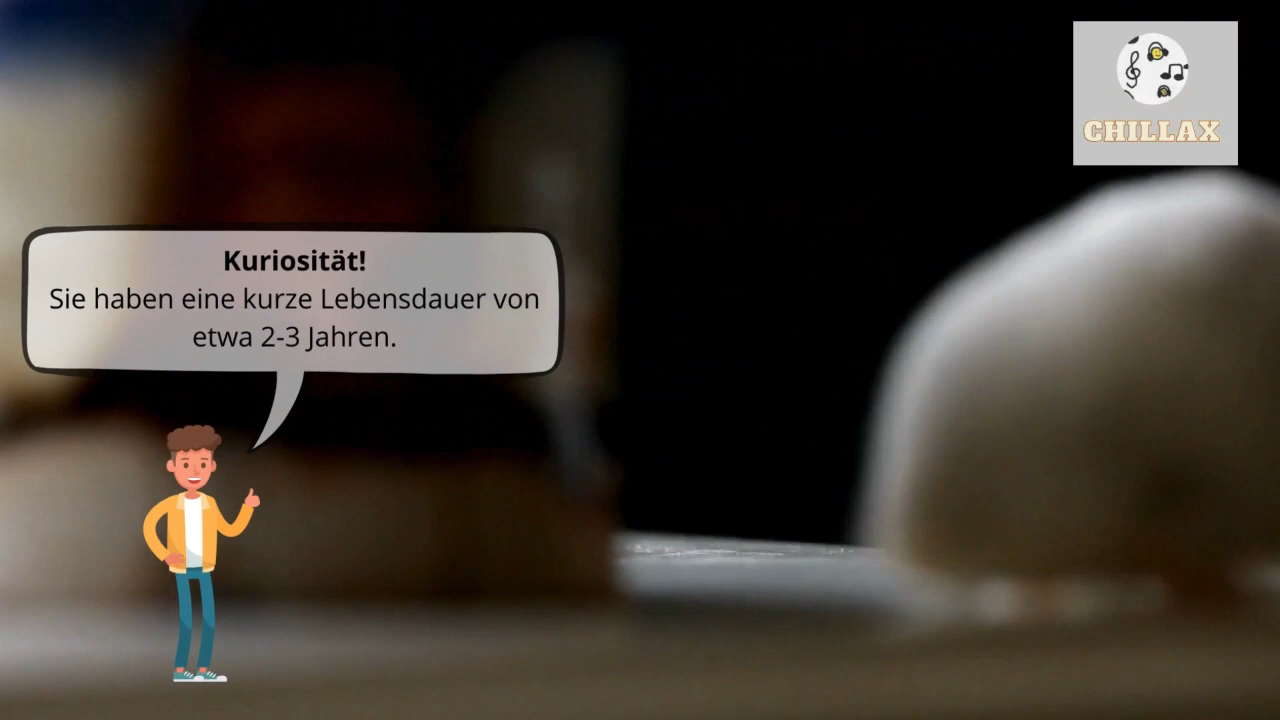 CHILLAX
Kuriosität!
Sie haben eine kurze Lebensdauer von
etwa 2-3 Jahren.